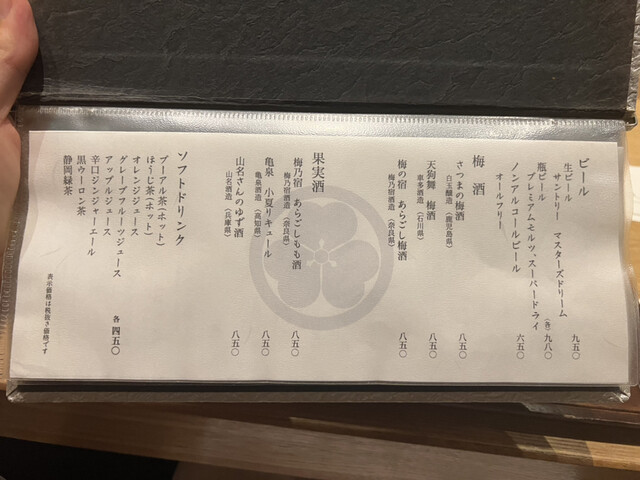 ビール
生ビール
サントリー マスターズドリーム 九五〇
瓶ビール
プレミアムモルツ、スーパードライ (各) 九八〇
ノンアルコールビール
オールフリー 六五〇
梅酒
さつまの梅酒 八五〇
白玉醸造（鹿児島県）
天狗舞 梅酒 八五〇
車多酒造（石川県）
梅の宿 あらごし梅酒 八五〇
梅乃宿酒造（奈良県）
果実酒
梅乃宿 あらごしもも酒 八五〇
梅乃宿酒造（奈良県）
亀泉 小夏リキュール 八五〇
亀泉酒造（高知県）
山名さんのゆず酒 八五〇
山名酒造（兵庫県）
ソフトドリンク
プーアル茶(ホット)
ほうじ茶(ホット)
オレンジジュース
グレープフルーツジュース 各 四五〇
アップルジュース
辛口ジンジャーエール
黒ウーロン茶
静岡緑茶
表示価格は税抜き価格です